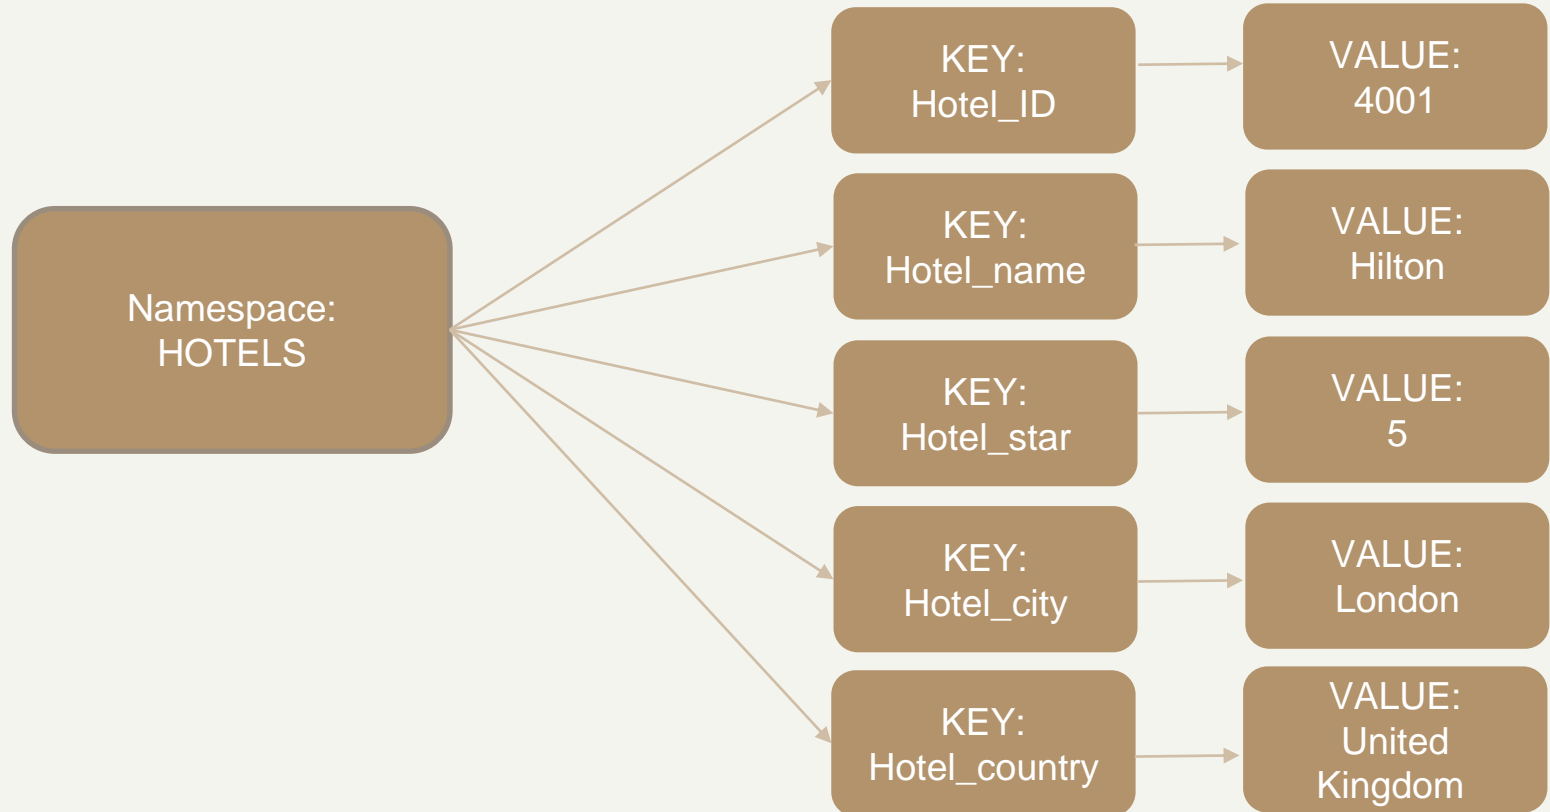 Namespace:
HOTELS
KEY:
Hotel_ID
VALUE:
4001
KEY:
Hotel_name
VALUE:
Hilton
KEY:
Hotel_star
VALUE:
5
KEY:
Hotel_city
VALUE:
London
KEY:
Hotel_country
VALUE:
United
Kingdom